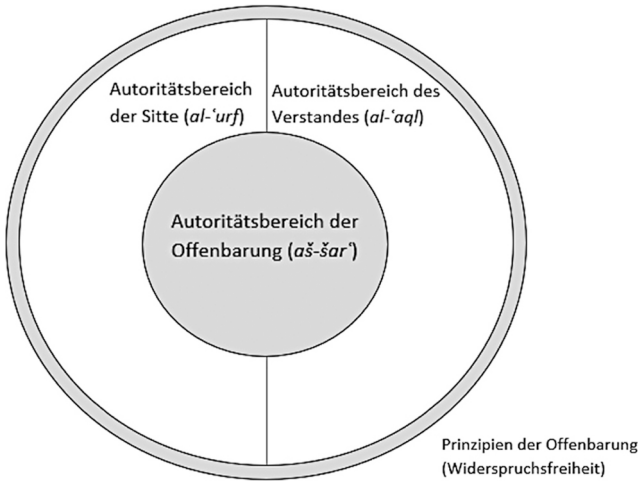 Autoritätsbereich
der Sitte (al-ʿurf)
Autoritätsbereich des
Verstandes (al-ʿaql)
Autoritätsbereich der
Offenbarung (aš-šarʿ)
Prinzipien der Offenbarung
(Widerspruchsfreiheit)